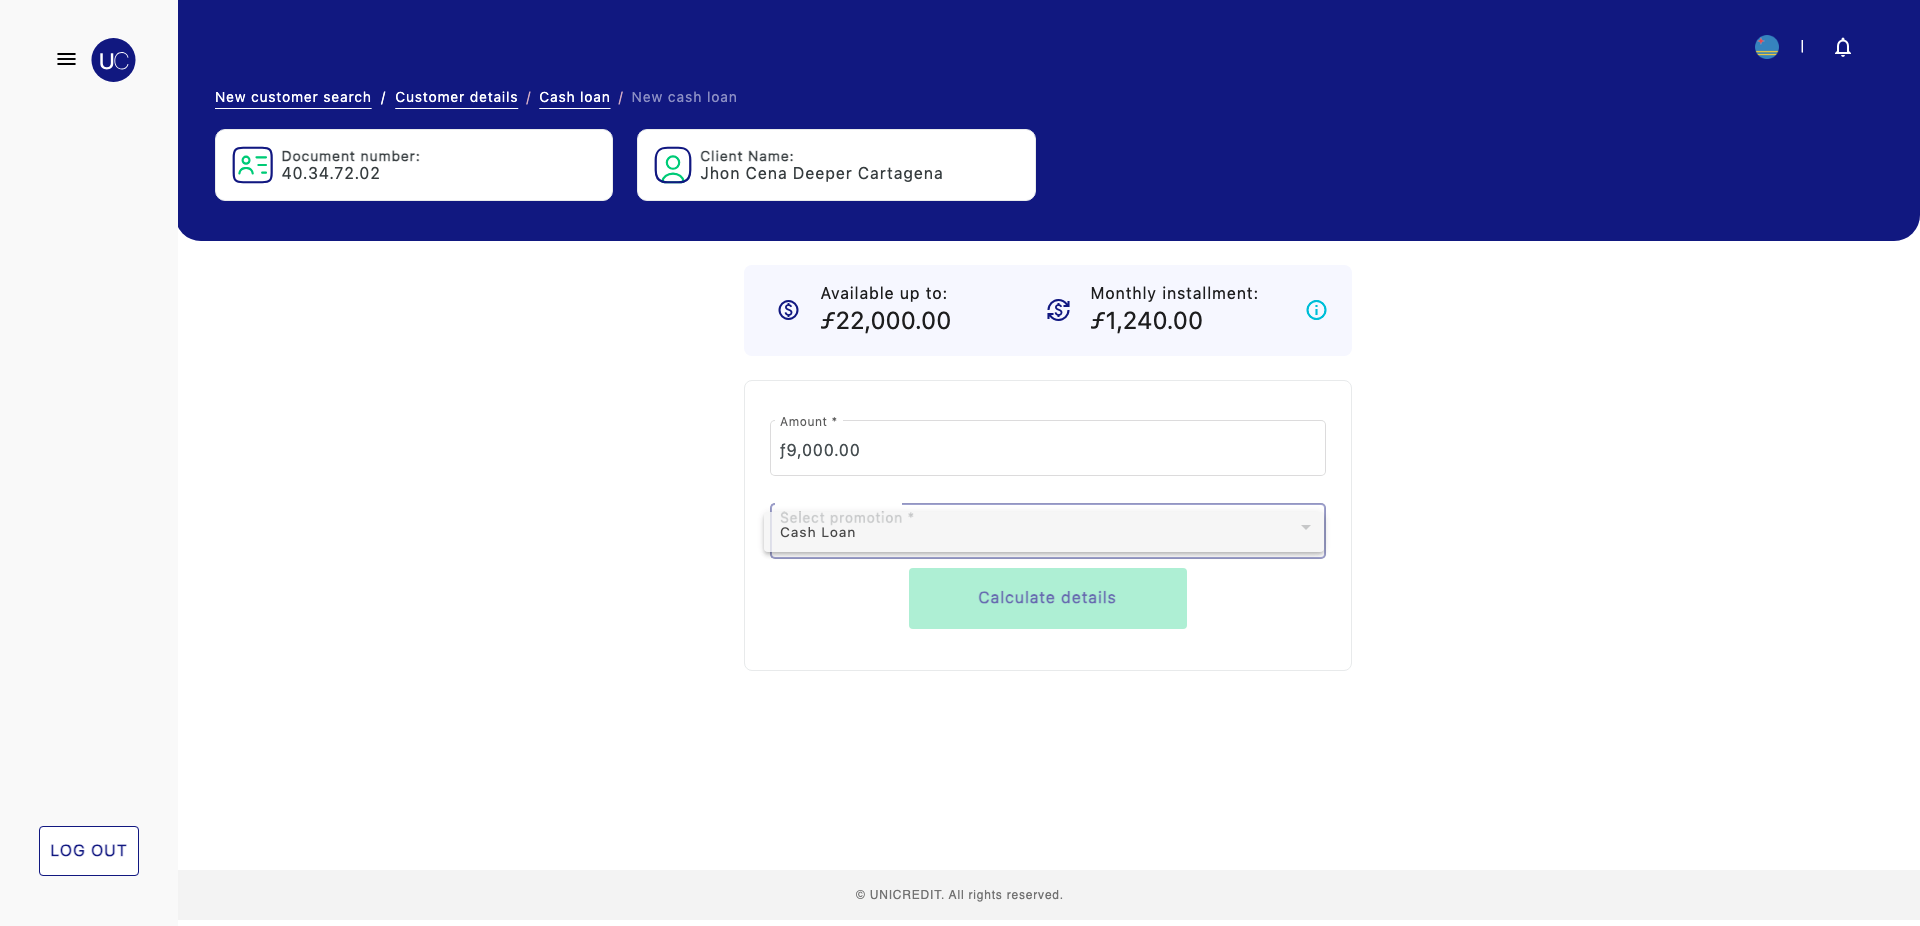 UC
New customer search / Customer details / Cash loan / New cash loan
Document number:
40.34.72.02
Client Name:
Jhon Cena Deeper Cartagena
Available up to:
ƒ22,000.00
Monthly installment:
ƒ1,240.00
Amount *
ƒ9,000.00
Select promotion *
Cash Loan
Calculate details
LOG OUT
© UNICREDIT. All rights reserved.